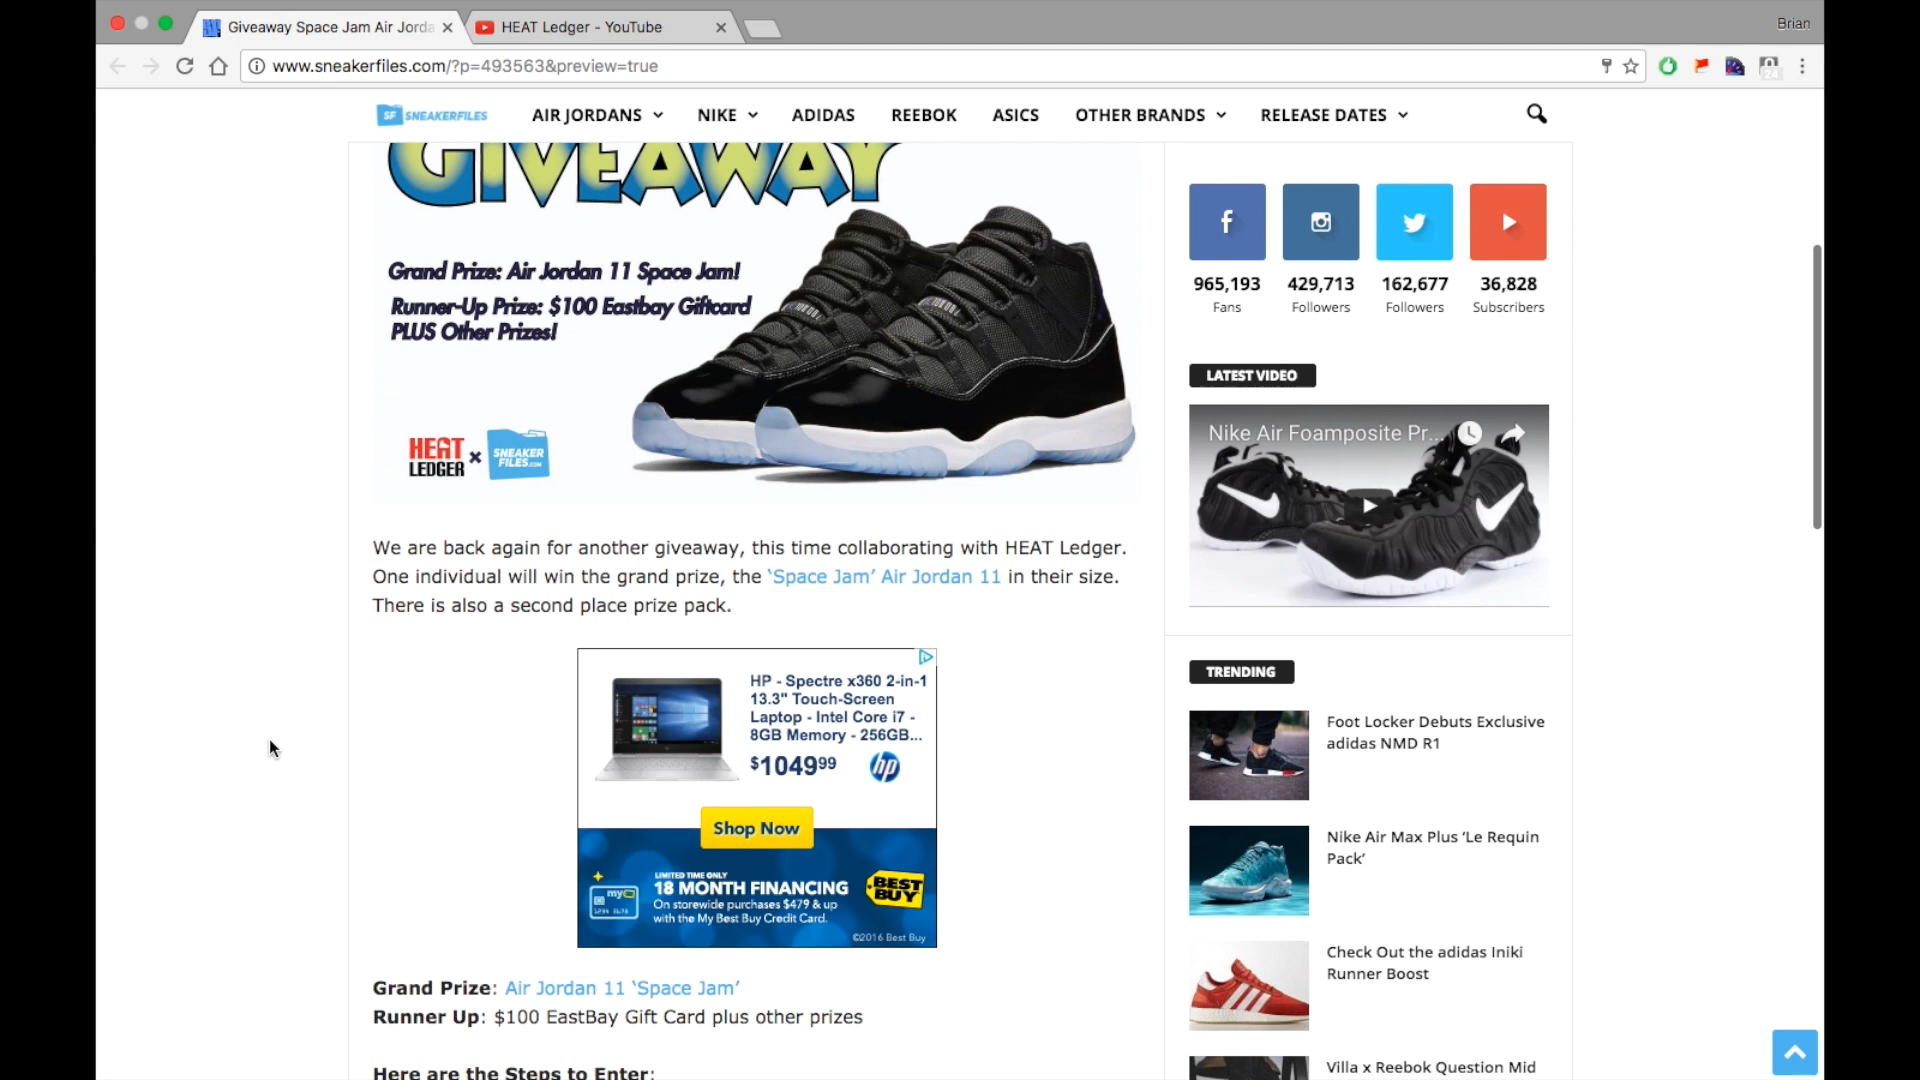 Giveaway Space Jam Air Jorda
HEAT Ledger - YouTube
Brian
www.sneakerfiles.com/?p=493563&preview=true
24
SF SNEAKERFILES
AIR JORDANS
NIKE
ADIDAS
REEBOK
ASICS
OTHER BRANDS
RELEASE DATES
GIVEAWAY
Grand Prize: Air Jordan 11 Space Jam!
Runner-Up Prize: $100 Eastbay Giftcard
PLUS Other Prizes!
HEAT
LEDGER
x
SNEAKER
FILES.COM
We are back again for another giveaway, this time collaborating with HEAT Ledger.
One individual will win the grand prize, the ‘Space Jam’ Air Jordan 11 in their size.
There is also a second place prize pack.
HP - Spectre x360 2-in-1
13.3" Touch-Screen
Laptop - Intel Core i7 -
8GB Memory - 256GB...
$104999
hp
Shop Now
LIMITED TIME ONLY
18 MONTH FINANCING
On storewide purchases $479 & up
with the My Best Buy Credit Card.
my
BEST
BUY
©2016 Best Buy
Grand Prize: Air Jordan 11 ‘Space Jam’
Runner Up: $100 EastBay Gift Card plus other prizes
Here are the Steps to Enter:
965,193
Fans
429,713
Followers
162,677
Followers
36,828
Subscribers
LATEST VIDEO
Nike Air Foamposite Pr...
TRENDING
Foot Locker Debuts Exclusive
adidas NMD R1
Nike Air Max Plus ‘Le Requin
Pack’
Check Out the adidas Iniki
Runner Boost
Villa x Reebok Question Mid